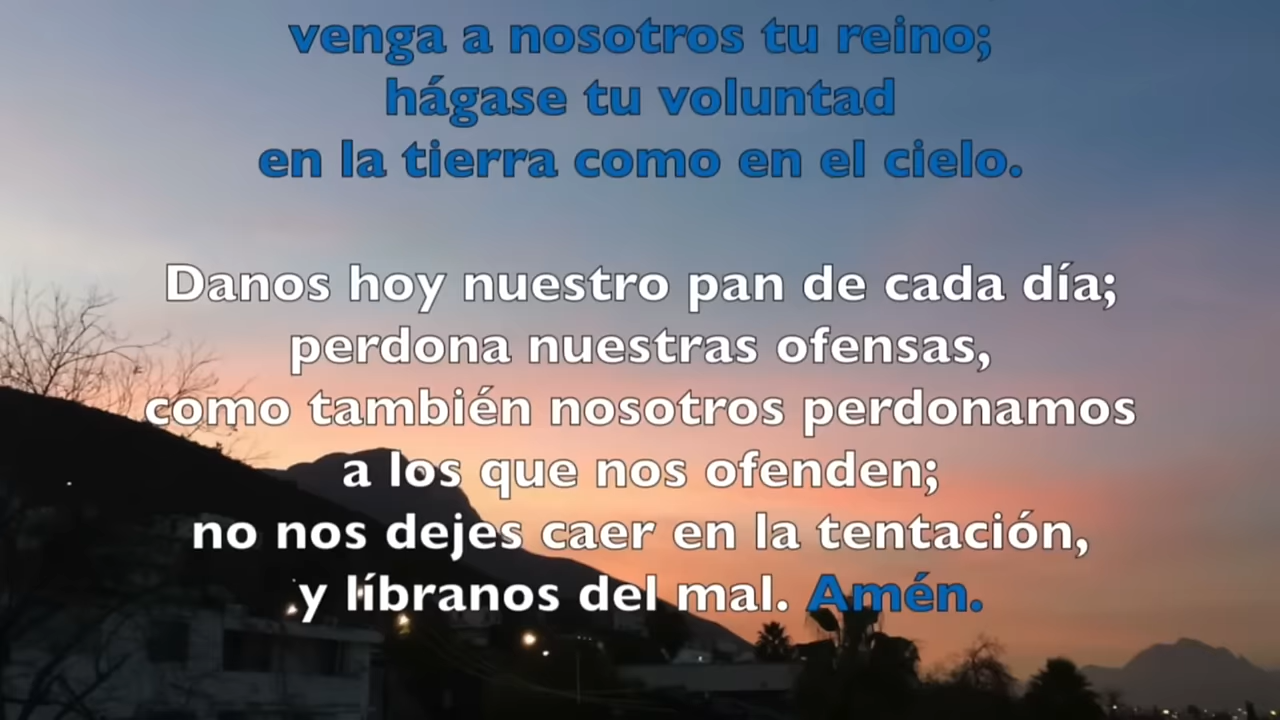 venga a nosotros tu reino;
hágase tu voluntad
en la tierra como en el cielo.
Danos hoy nuestro pan de cada día;
perdona nuestras ofensas,
como también nosotros perdonamos
a los que nos ofenden;
no nos dejes caer en la tentación,
y líbranos del mal. Amén.